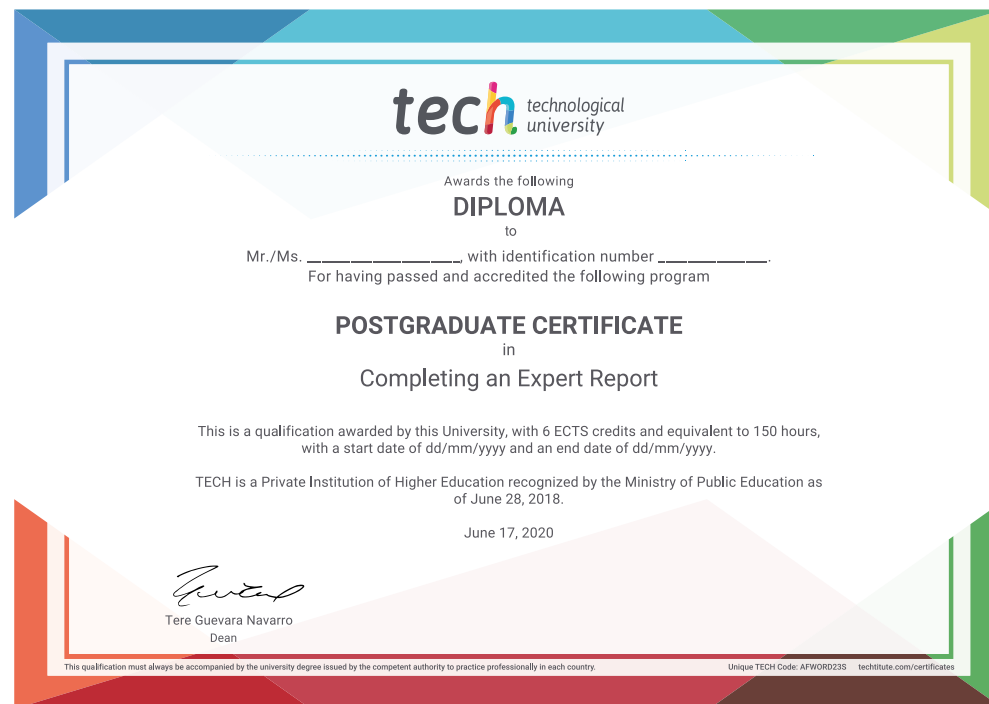 tech technological
university
Awards the following
DIPLOMA
to
Mr./Ms. ____________________, with identification number ______________.
For having passed and accredited the following program
POSTGRADUATE CERTIFICATE
in
Completing an Expert Report
This is a qualification awarded by this University, with 6 ECTS credits and equivalent to 150 hours,
with a start date of dd/mm/yyyy and an end date of dd/mm/yyyy.
TECH is a Private Institution of Higher Education recognized by the Ministry of Public Education as
of June 28, 2018.
June 17, 2020
Tere Guevara Navarro
Dean
This qualification must always be accompanied by the university degree issued by the competent authority to practice professionally in each country.
Unique TECH Code: AFWORD23S techtitute.com/certificates